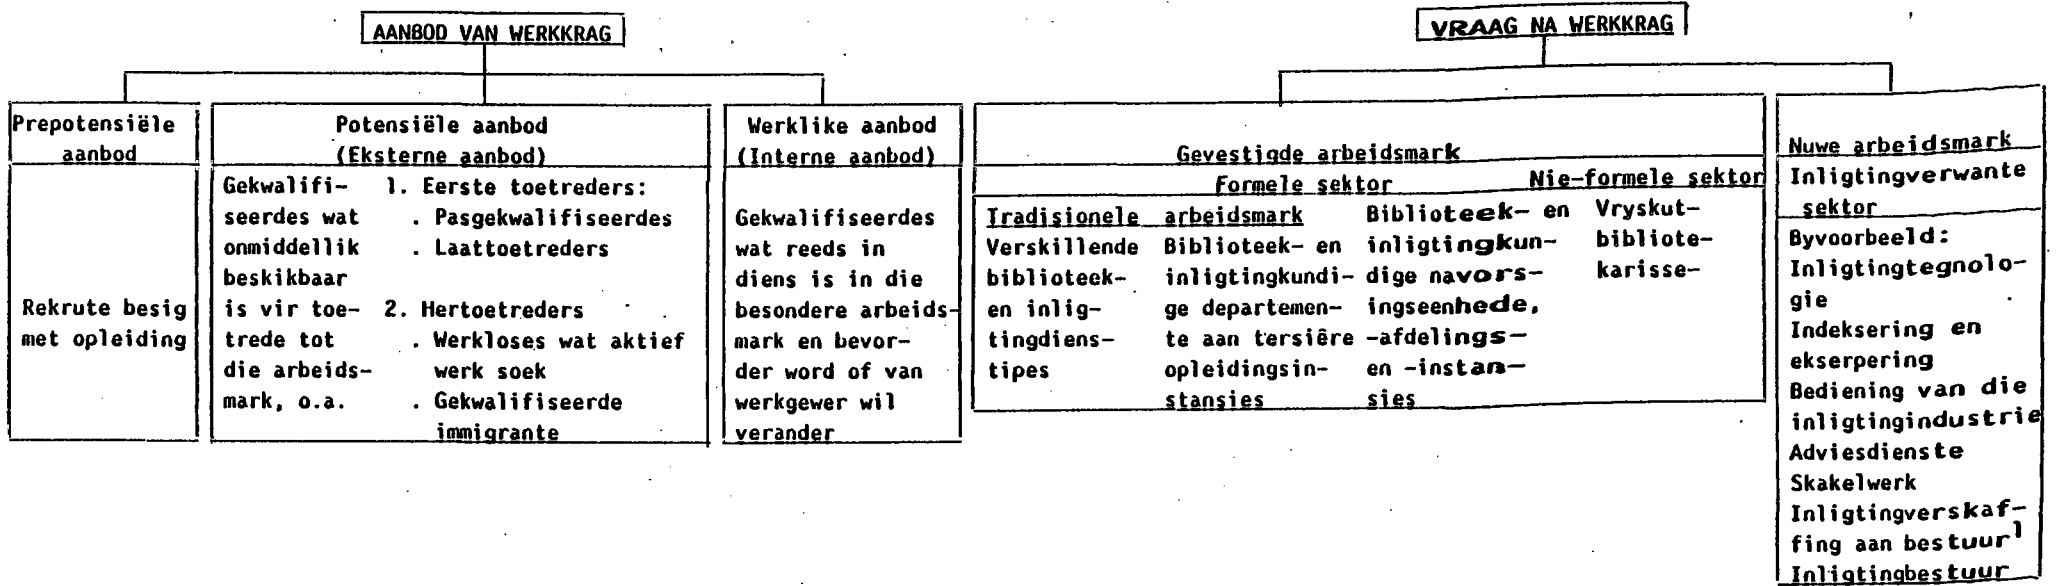 AANBOD VAN WERKKRAG
Prepotensiële
aanbod
Rekrute besig
met opleiding
Potensiële aanbod
(Eksterne aanbod)
Gekwalifi-
seerdes wat
onmiddellik
beskikbaar
is vir toe-
trede tot
die arbeids-
mark, o.a.
1. Eerste toetreders:
. Pasgekwalifiseerdes
. Laattoetreders
2. Hertoetreders
. Werkloses wat aktief
werk soek
. Gekwalifiseerde
immigrante
Werklike aanbod
(Interne aanbod)
Gekwalifiseerdes
wat reeds in
diens is in die
besondere arbeids-
mark en bevor-
der word of van
werkgewer wil
verander
VRAAG NA WERKKRAG
Gevestigde arbeidsmark
Formele sektor
Tradisionele arbeidsmark
Verskillende
biblioteek-
en inlig-
tingdiens-
tipes
Biblioteek- en
inligtingkundi-
ge departemen-
te aan tersiêre
opleidingsin-
stansies
Biblioteek- en
inligtingkun-
dige navors-
ingseenhede,
-afdelings-
en -instan-
sies
Nie-formele sektor
Vryskut-
bibliote-
karisse-
Nuwe arbeidsmark
Inligtingverwante
sektor
Byvoorbeeld:
Inligtingtegnolo-
gie
Indeksering en
ekserpering
Bediening van die
inligtingindustrie
Adviesdienste
Skakelwerk
Inligtingverskaf-
fing aan bestuur¹
Inligtingbestuur